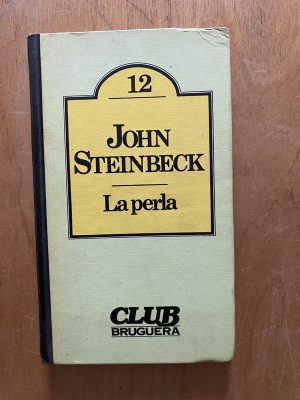 12
JOHN
STEINBECK
La perla
CLUB
BRUGUERA